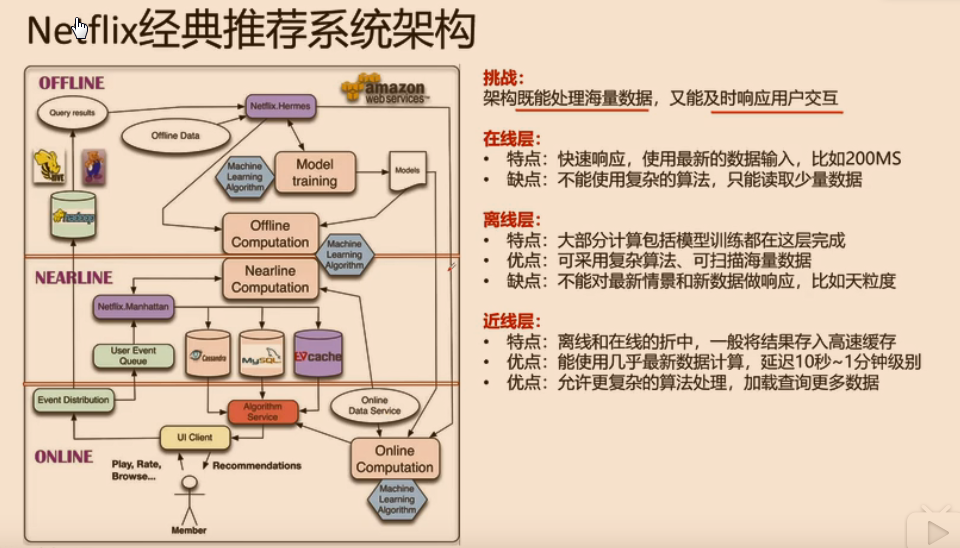 Netflix经典推荐系统架构
OFFLINE
Query results
Netflix.Hermes
amazon
web services™
Offline Data
HIVE
Machine
Learning
Algorithm
Model
training
Models
hadoop
Offline
Computation
Machine
Learning
Algorithm
NEARLINE
Nearline
Computation
Netflix.Manhattan
User Event
Queue
Cassandra
MySQL
EVcache
Event Distribution
Algorithm
Service
Online
Data Service
UI Client
ONLINE
Play, Rate,
Browse...
Recommendations
Online
Computation
Machine
Learning
Algorithm
Member
挑战:
架构既能处理海量数据，又能及时响应用户交互
在线层:
• 特点：快速响应，使用最新的数据输入，比如200MS
• 缺点：不能使用复杂的算法，只能读取少量数据
离线层:
• 特点：大部分计算包括模型训练都在这层完成
• 优点：可采用复杂算法、可扫描海量数据
• 缺点：不能对最新情景和新数据做响应，比如天粒度
近线层:
• 特点：离线和在线的折中，一般将结果存入高速缓存
• 优点：能使用几乎最新数据计算，延迟10秒~1分钟级别
• 优点：允许更复杂的算法处理，加载查询更多数据